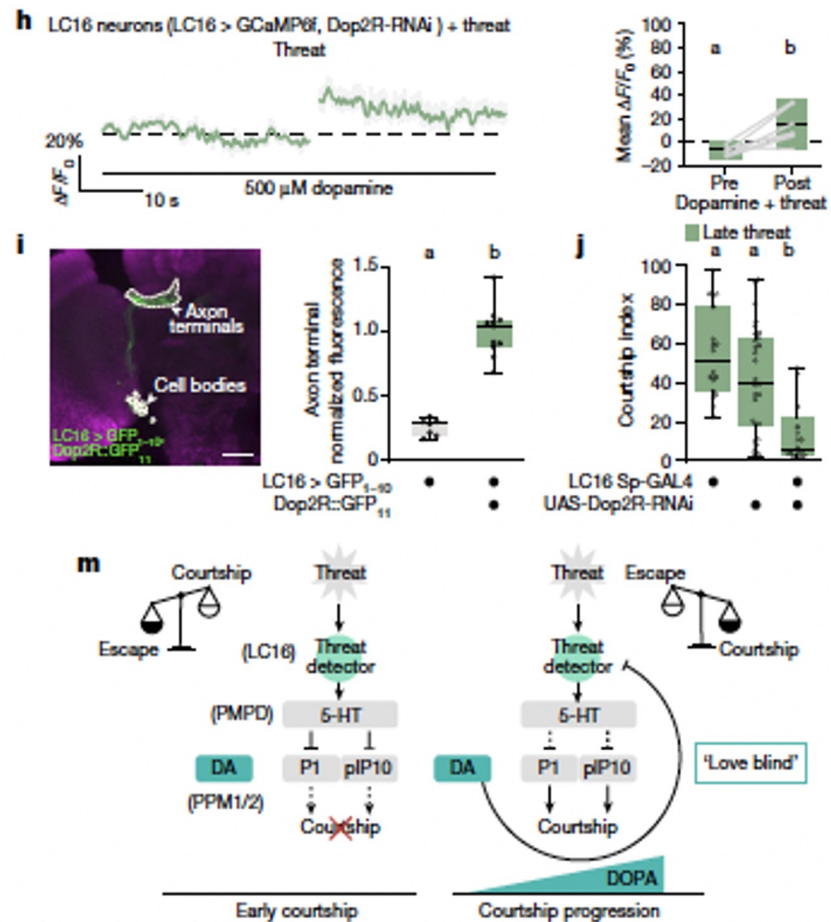 h
LC16 neurons (LC16 > GCaMP6f, Dop2R-RNAi ) + threat
Threat
20%
ΔF/F0
10 s
500 μM dopamine
Mean ΔF/F0 (%)
100
80
60
40
20
0
−20
a
b
Pre
Post
Dopamine + threat
i
Axon
terminals
Cell bodies
LC16 > GFP1–10,
Dop2R::GFP11
Axon terminal
normalized fluorescence
1.5
1.0
0.5
0
a
b
LC16 > GFP1–10
Dop2R::GFP11
j
Late threat
a
a
b
Courtship index
100
80
60
40
20
0
LC16 Sp-GAL4
UAS-Dop2R-RNAi
m
Courtship
Escape
Threat
(LC16)
Threat
detector
(PMPD)
5-HT
DA
P1
pIP10
(PPM1/2)
Courtship
Early courtship
Threat
Escape
Courtship
Threat
detector
5-HT
DA
P1
pIP10
'Love blind'
Courtship
DOPA
Courtship progression